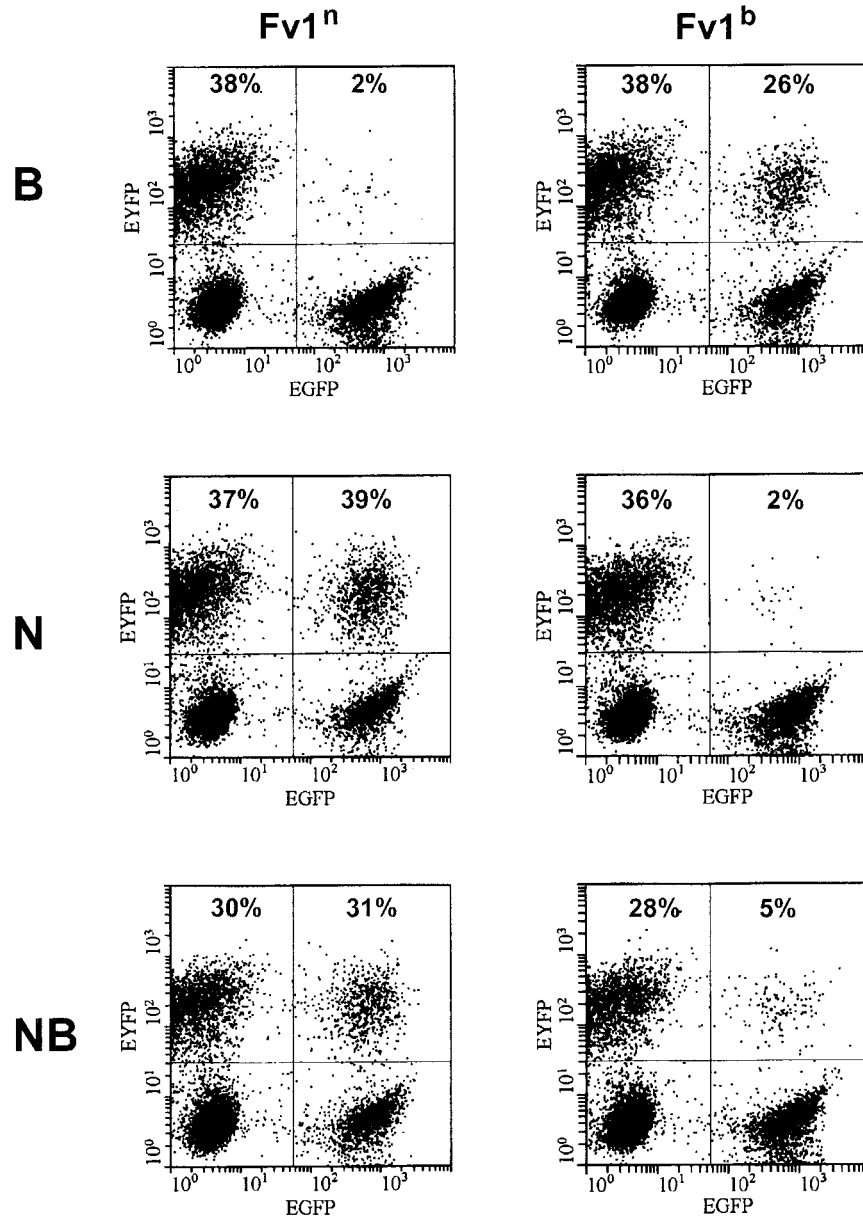 Fv1ⁿ Fv1ᵇ
B
38% 2%
EYFP
10³
10²
10¹
10⁰
10⁰ 10¹ 10² 10³
EGFP
38% 26%
EYFP
10³
10²
10¹
10⁰
10⁰ 10¹ 10² 10³
EGFP
N
37% 39%
EYFP
10³
10²
10¹
10⁰
10⁰ 10¹ 10² 10³
EGFP
36% 2%
EYFP
10³
10²
10¹
10⁰
10⁰ 10¹ 10² 10³
EGFP
NB
30% 31%
EYFP
10³
10²
10¹
10⁰
10⁰ 10¹ 10² 10³
EGFP
28% 5%
EYFP
10³
10²
10¹
10⁰
10⁰ 10¹ 10² 10³
EGFP